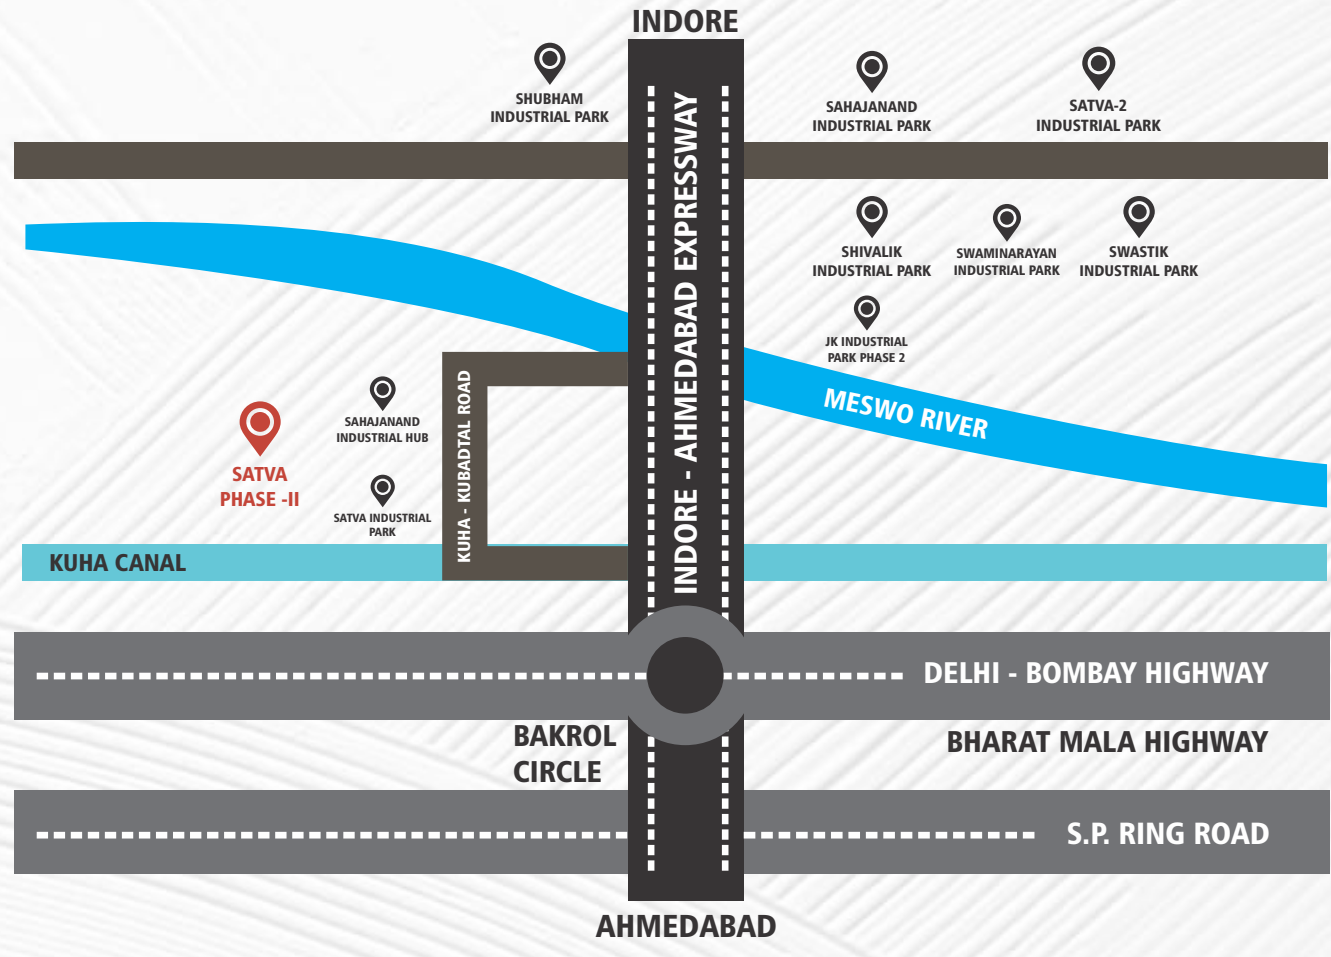 INDORE
SHUBHAM
INDUSTRIAL PARK
SAHAJANAND
INDUSTRIAL PARK
SATVA-2
INDUSTRIAL PARK
INDORE - AHMEDABAD EXPRESSWAY
SHIVALIK
INDUSTRIAL PARK
SWAMINARAYAN
INDUSTRIAL PARK
SWASTIK
INDUSTRIAL PARK
JK INDUSTRIAL
PARK PHASE 2
MESWO RIVER
SAHAJANAND
INDUSTRIAL HUB
SATVA
PHASE -II
SATVA INDUSTRIAL
PARK
KUHA - KUBADTAL ROAD
KUHA CANAL
DELHI - BOMBAY HIGHWAY
BAKROL
CIRCLE
BHARAT MALA HIGHWAY
S.P. RING ROAD
AHMEDABAD